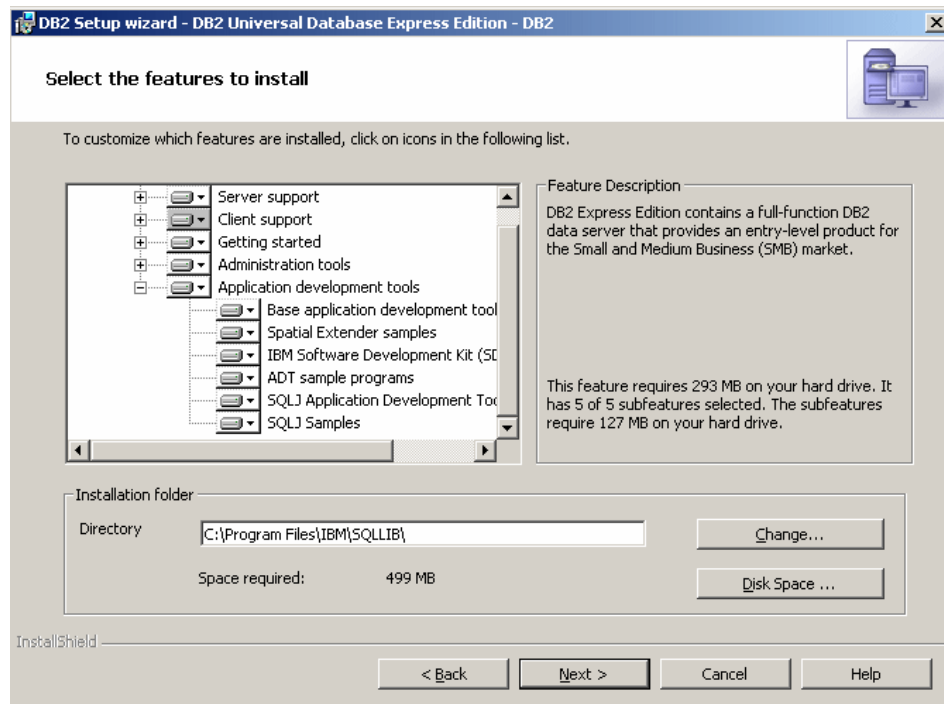 DB2 Setup wizard - DB2 Universal Database Express Edition - DB2
Select the features to install
To customize which features are installed, click on icons in the following list.
Server support
Client support
Getting started
Administration tools
Application development tools
Base application development tool
Spatial Extender samples
IBM Software Development Kit (SD
ADT sample programs
SQLJ Application Development Too
SQLJ Samples
Feature Description
DB2 Express Edition contains a full-function DB2
data server that provides an entry-level product for
the Small and Medium Business (SMB) market.
This feature requires 293 MB on your hard drive. It
has 5 of 5 subfeatures selected. The subfeatures
require 127 MB on your hard drive.
Installation folder
Directory
C:\Program Files\IBM\SQLLIB\
Change...
Space required: 499 MB
Disk Space ...
InstallShield
< Back
Next >
Cancel
Help